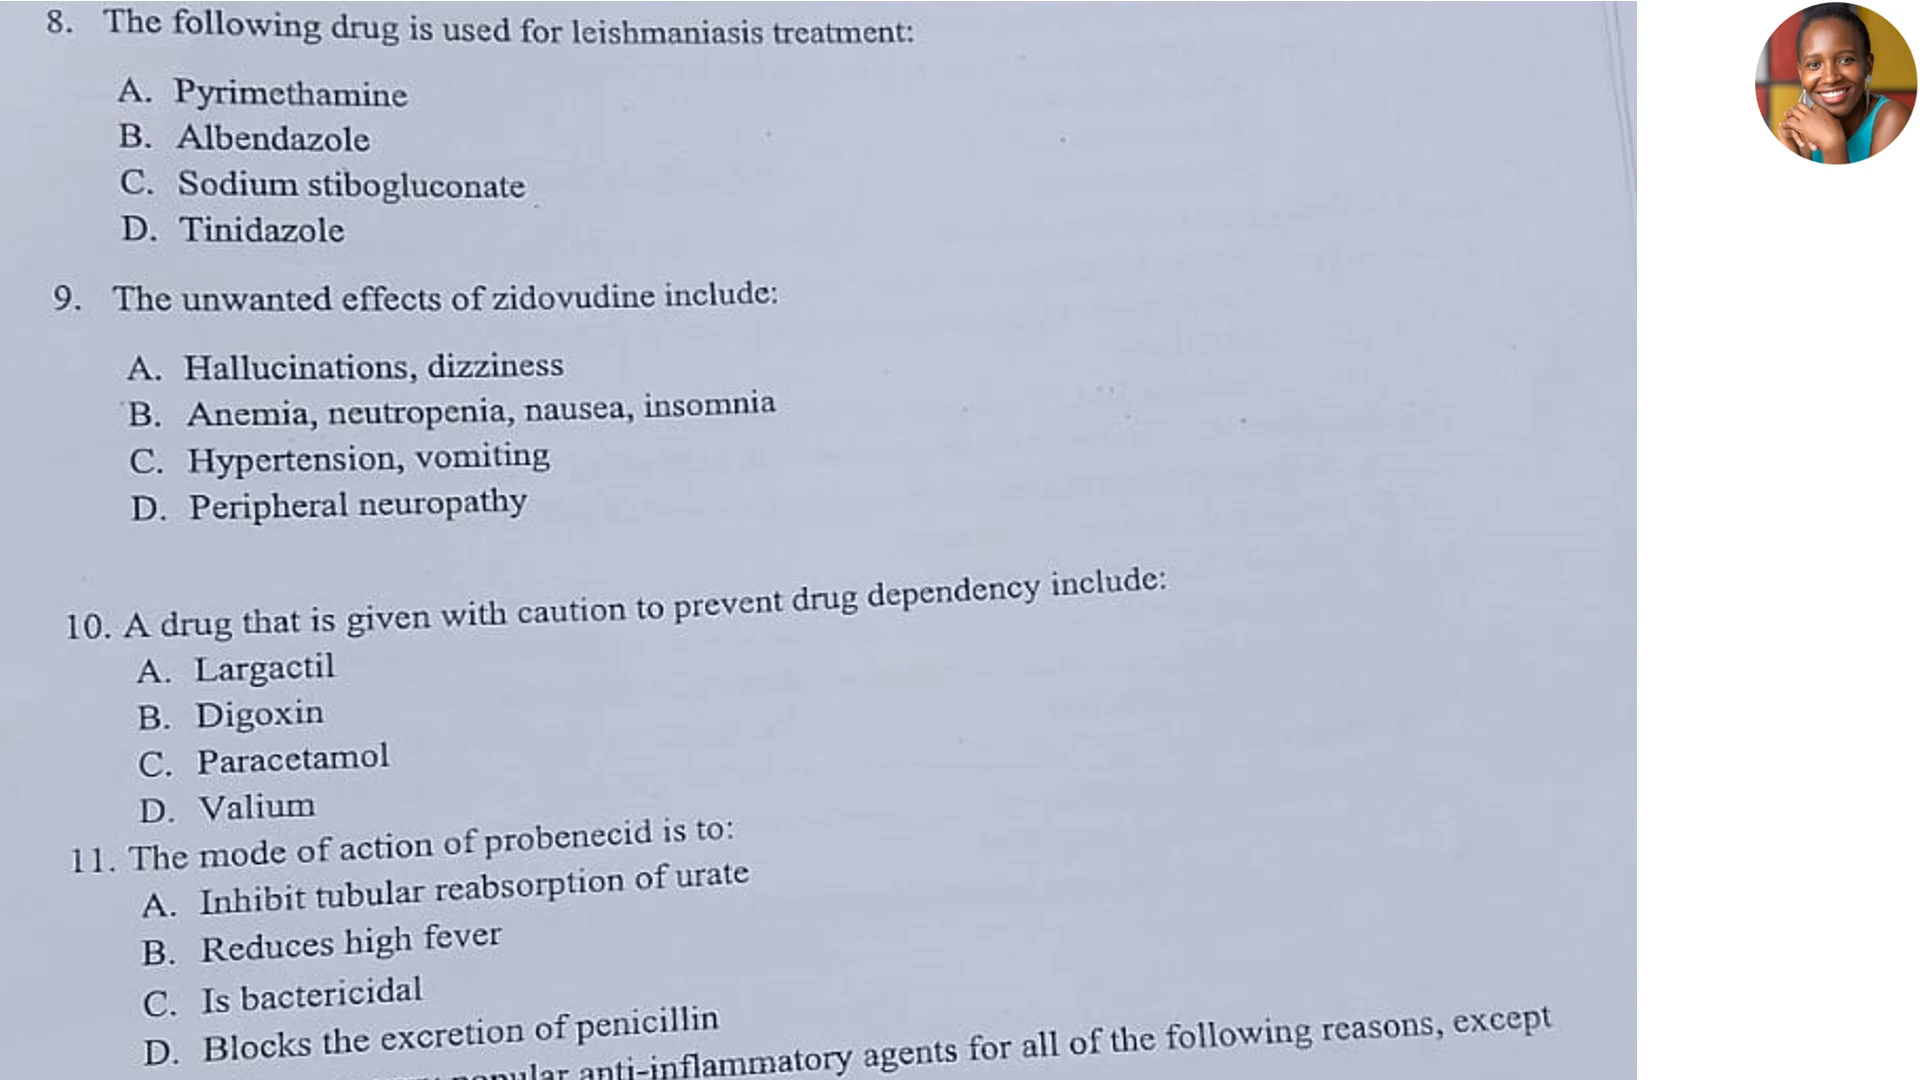 8. The following drug is used for leishmaniasis treatment:
A. Pyrimethamine
B. Albendazole
C. Sodium stibogluconate
D. Tinidazole
9. The unwanted effects of zidovudine include:
A. Hallucinations, dizziness
B. Anemia, neutropenia, nausea, insomnia
C. Hypertension, vomiting
D. Peripheral neuropathy
10. A drug that is given with caution to prevent drug dependency include:
A. Largactil
B. Digoxin
C. Paracetamol
D. Valium
11. The mode of action of probenecid is to:
A. Inhibit tubular reabsorption of urate
B. Reduces high fever
C. Is bactericidal
D. Blocks the excretion of penicillin
popular anti-inflammatory agents for all of the following reasons, except